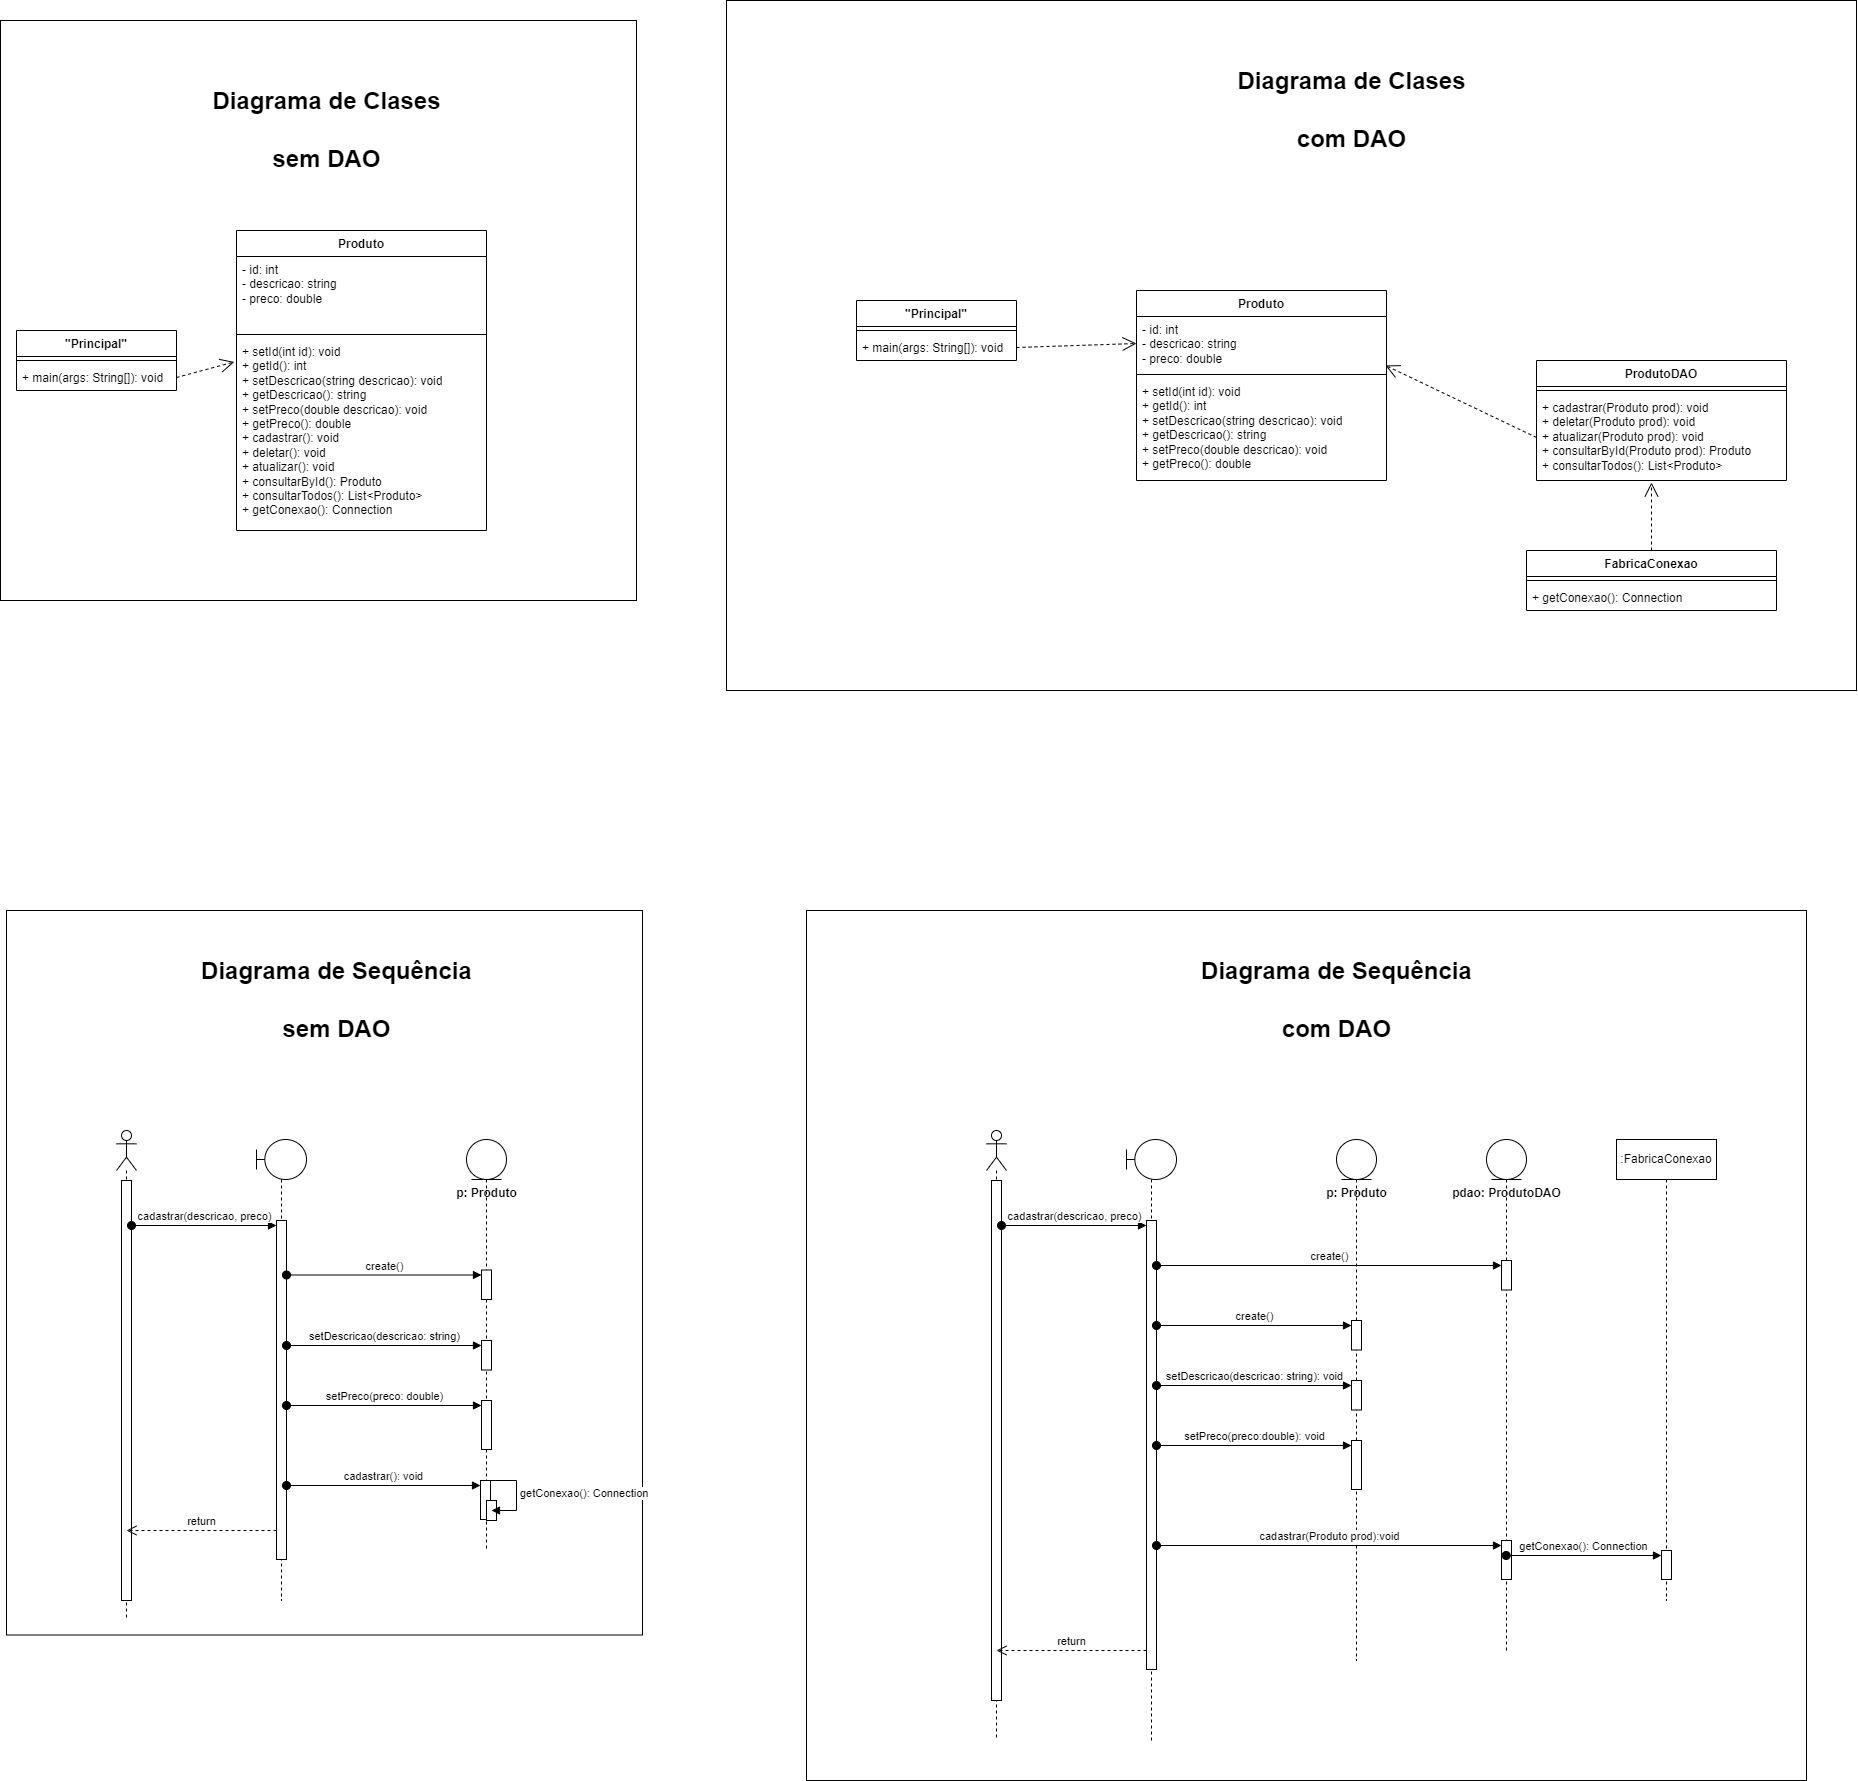 Diagrama de Clases
sem DAO
Produto
- id: int
- descricao: string
- preco: double
"Principal"
+ main(args: String[]): void
+ setId(int id): void
+ getId(): int
+ setDescricao(string descricao): void
+ getDescricao(): string
+ setPreco(double descricao): void
+ getPreco(): double
+ cadastrar(): void
+ deletar(): void
+ atualizar(): void
+ consultarById(): Produto
+ consultarTodos(): List<Produto>
+ getConexao(): Connection
Diagrama de Clases
com DAO
"Principal"
+ main(args: String[]): void
Produto
- id: int
- descricao: string
- preco: double
+ setId(int id): void
+ getId(): int
+ setDescricao(string descricao): void
+ getDescricao(): string
+ setPreco(double descricao): void
+ getPreco(): double
ProdutoDAO
+ cadastrar(Produto prod): void
+ deletar(Produto prod): void
+ atualizar(Produto prod): void
+ consultarById(Produto prod): Produto
+ consultarTodos(): List<Produto>
FabricaConexao
+ getConexao(): Connection
Diagrama de Sequência
sem DAO
p: Produto
cadastrar(descricao, preco)
create()
setDescricao(descricao: string)
setPreco(preco: double)
cadastrar(): void
getConexao(): Connection
return
Diagrama de Sequência
com DAO
:FabricaConexao
p: Produto
pdao: ProdutoDAO
cadastrar(descricao, preco)
create()
create()
setDescricao(descricao: string): void
setPreco(preco:double): void
cadastrar(Produto prod):void
getConexao(): Connection
return